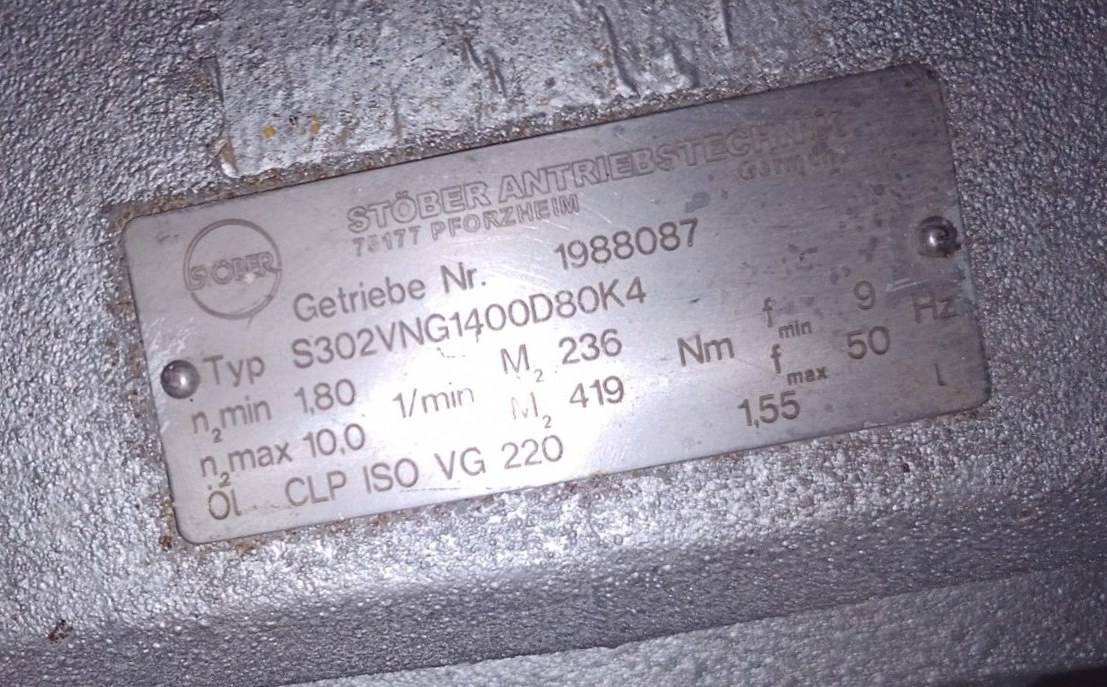 STÖBER ANTRIEBSTECHNIK
75177 PFORZHEIM Germany
STÖBER
Getriebe Nr. 1988087
Typ S302VNG1400D80K4
n₂min 1,80 1/min M₂ 236 Nm fmin 9 Hz
n₂max 10,0 M₂ 419 fmax 50
Öl CLP ISO VG 220 1,55 l